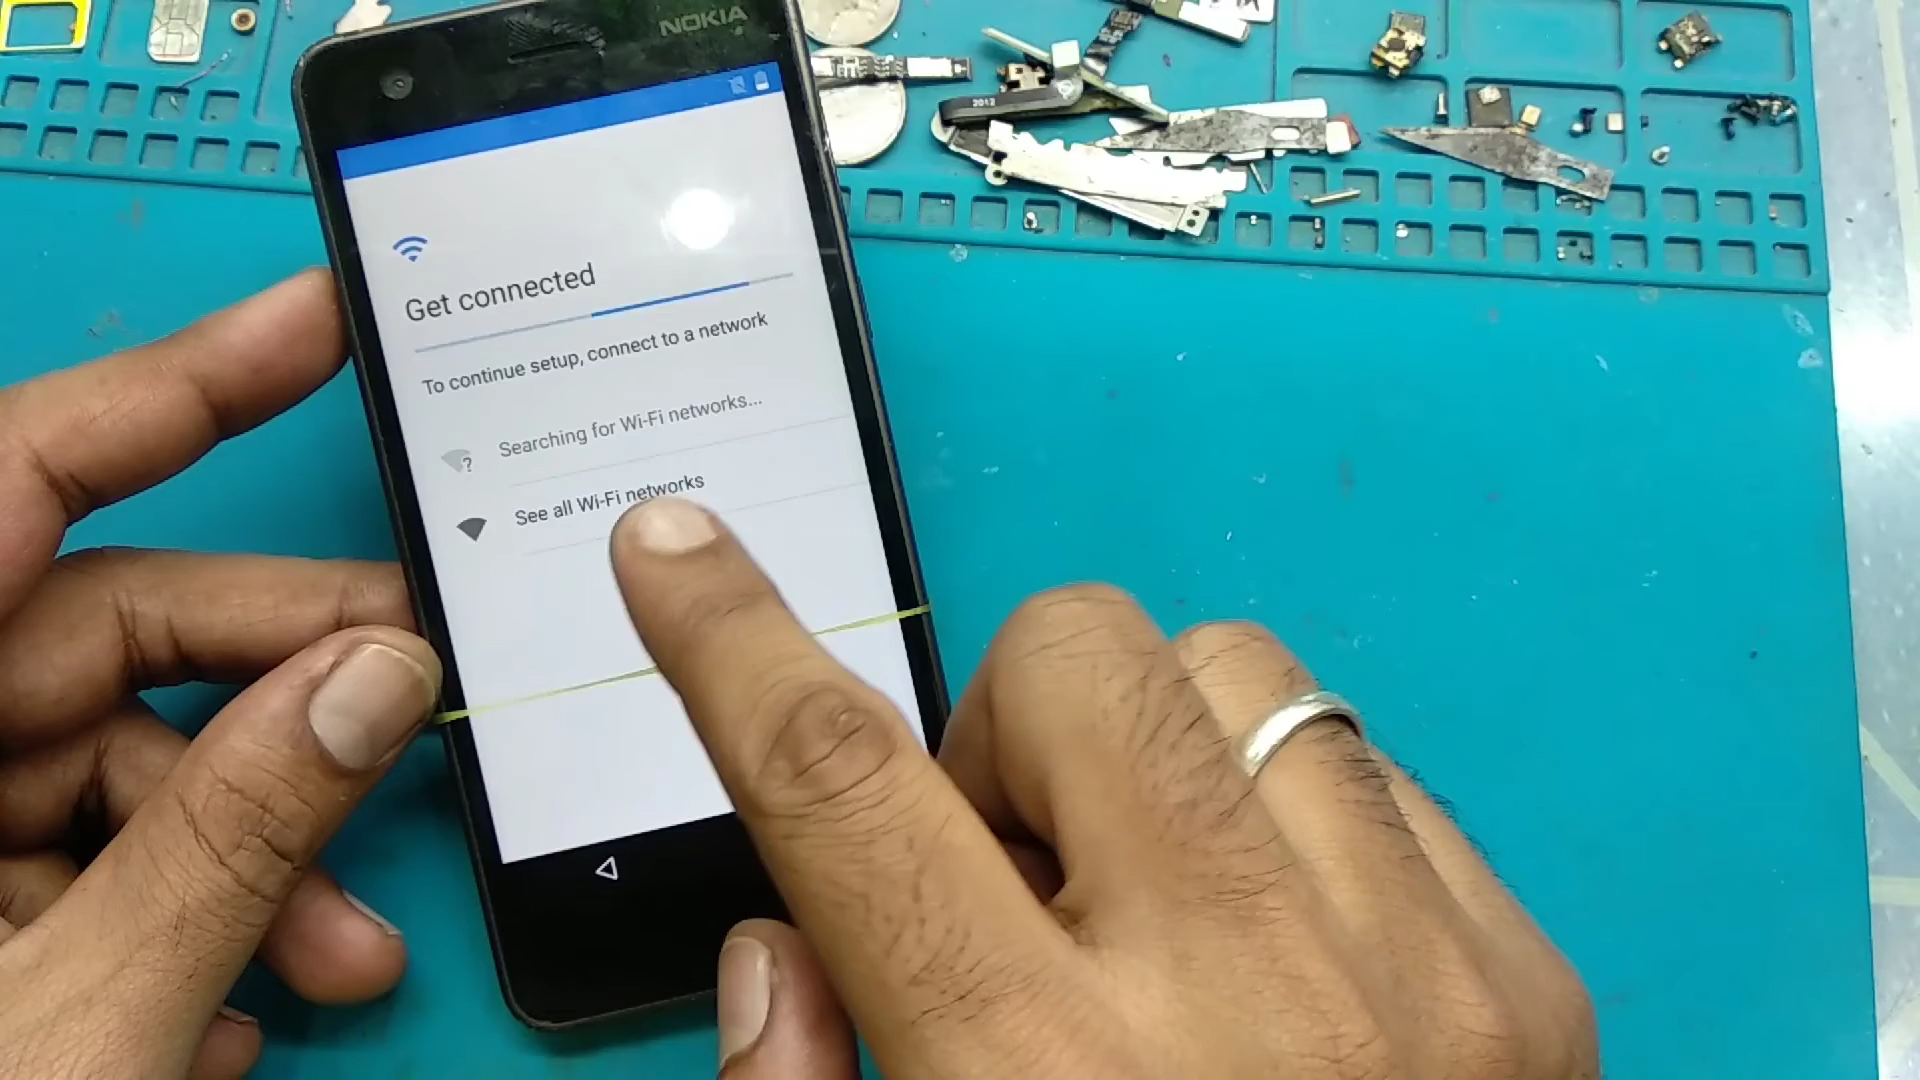 NOKIA
2012
Get connected
To continue setup, connect to a network
Searching for Wi-Fi networks...
?
See all Wi-Fi networks